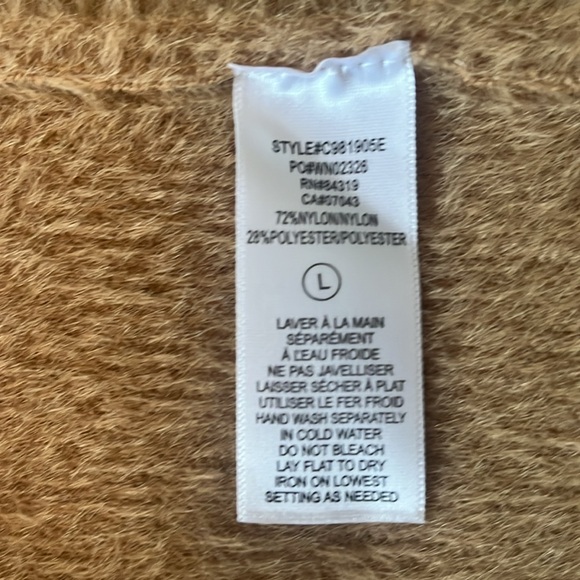 STYLE#C981905E
PO#WN02326
RN#84319
CA#07043
72%NYLON/NYLON
28%POLYESTER/POLYESTER
L
LAVER À LA MAIN
SÉPARÉMENT
À L'EAU FROIDE
NE PAS JAVELLISER
LAISSER SÉCHER À PLAT
UTILISER LE FER FROID
HAND WASH SEPARATELY
IN COLD WATER
DO NOT BLEACH
LAY FLAT TO DRY
IRON ON LOWEST
SETTING AS NEEDED